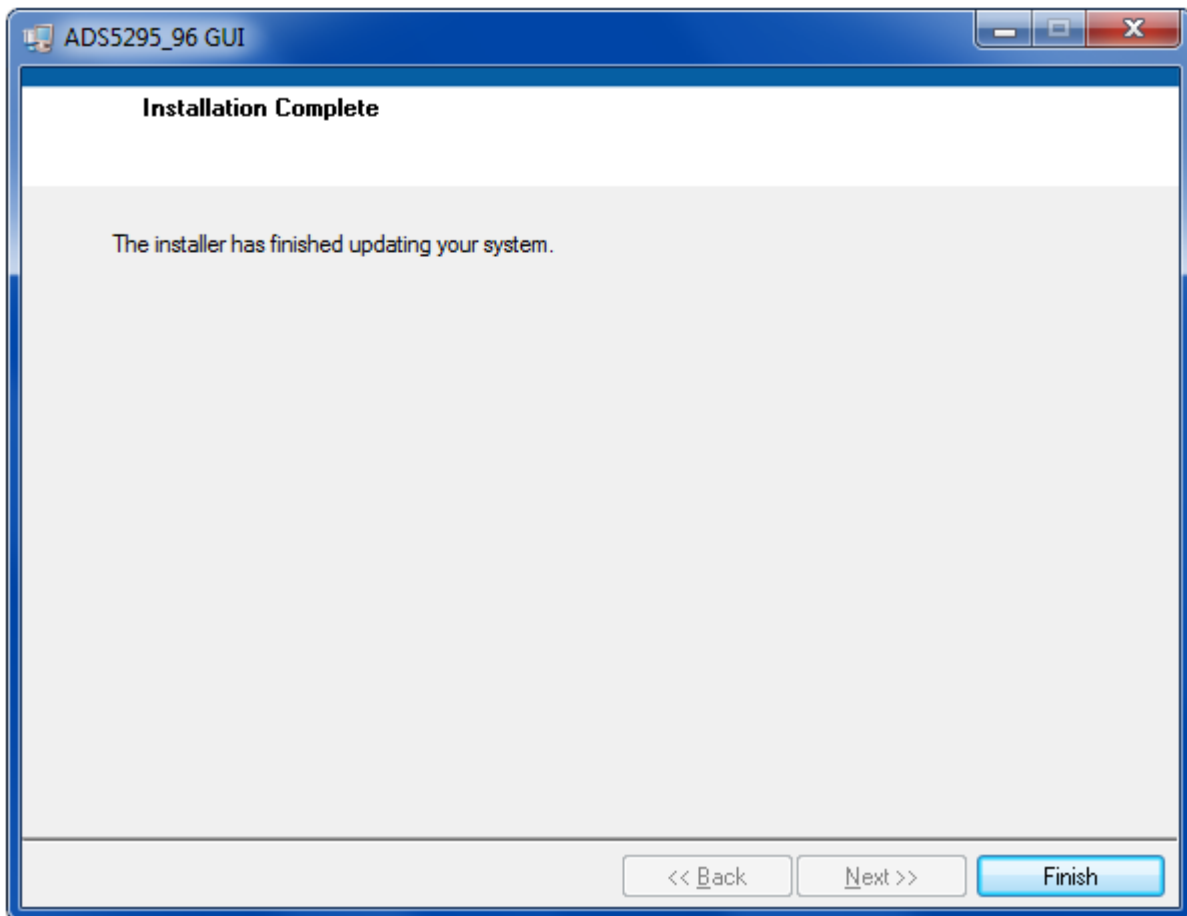 ADS5295_96 GUI
Installation Complete
The installer has finished updating your system.
<< Back
Next >>
Finish